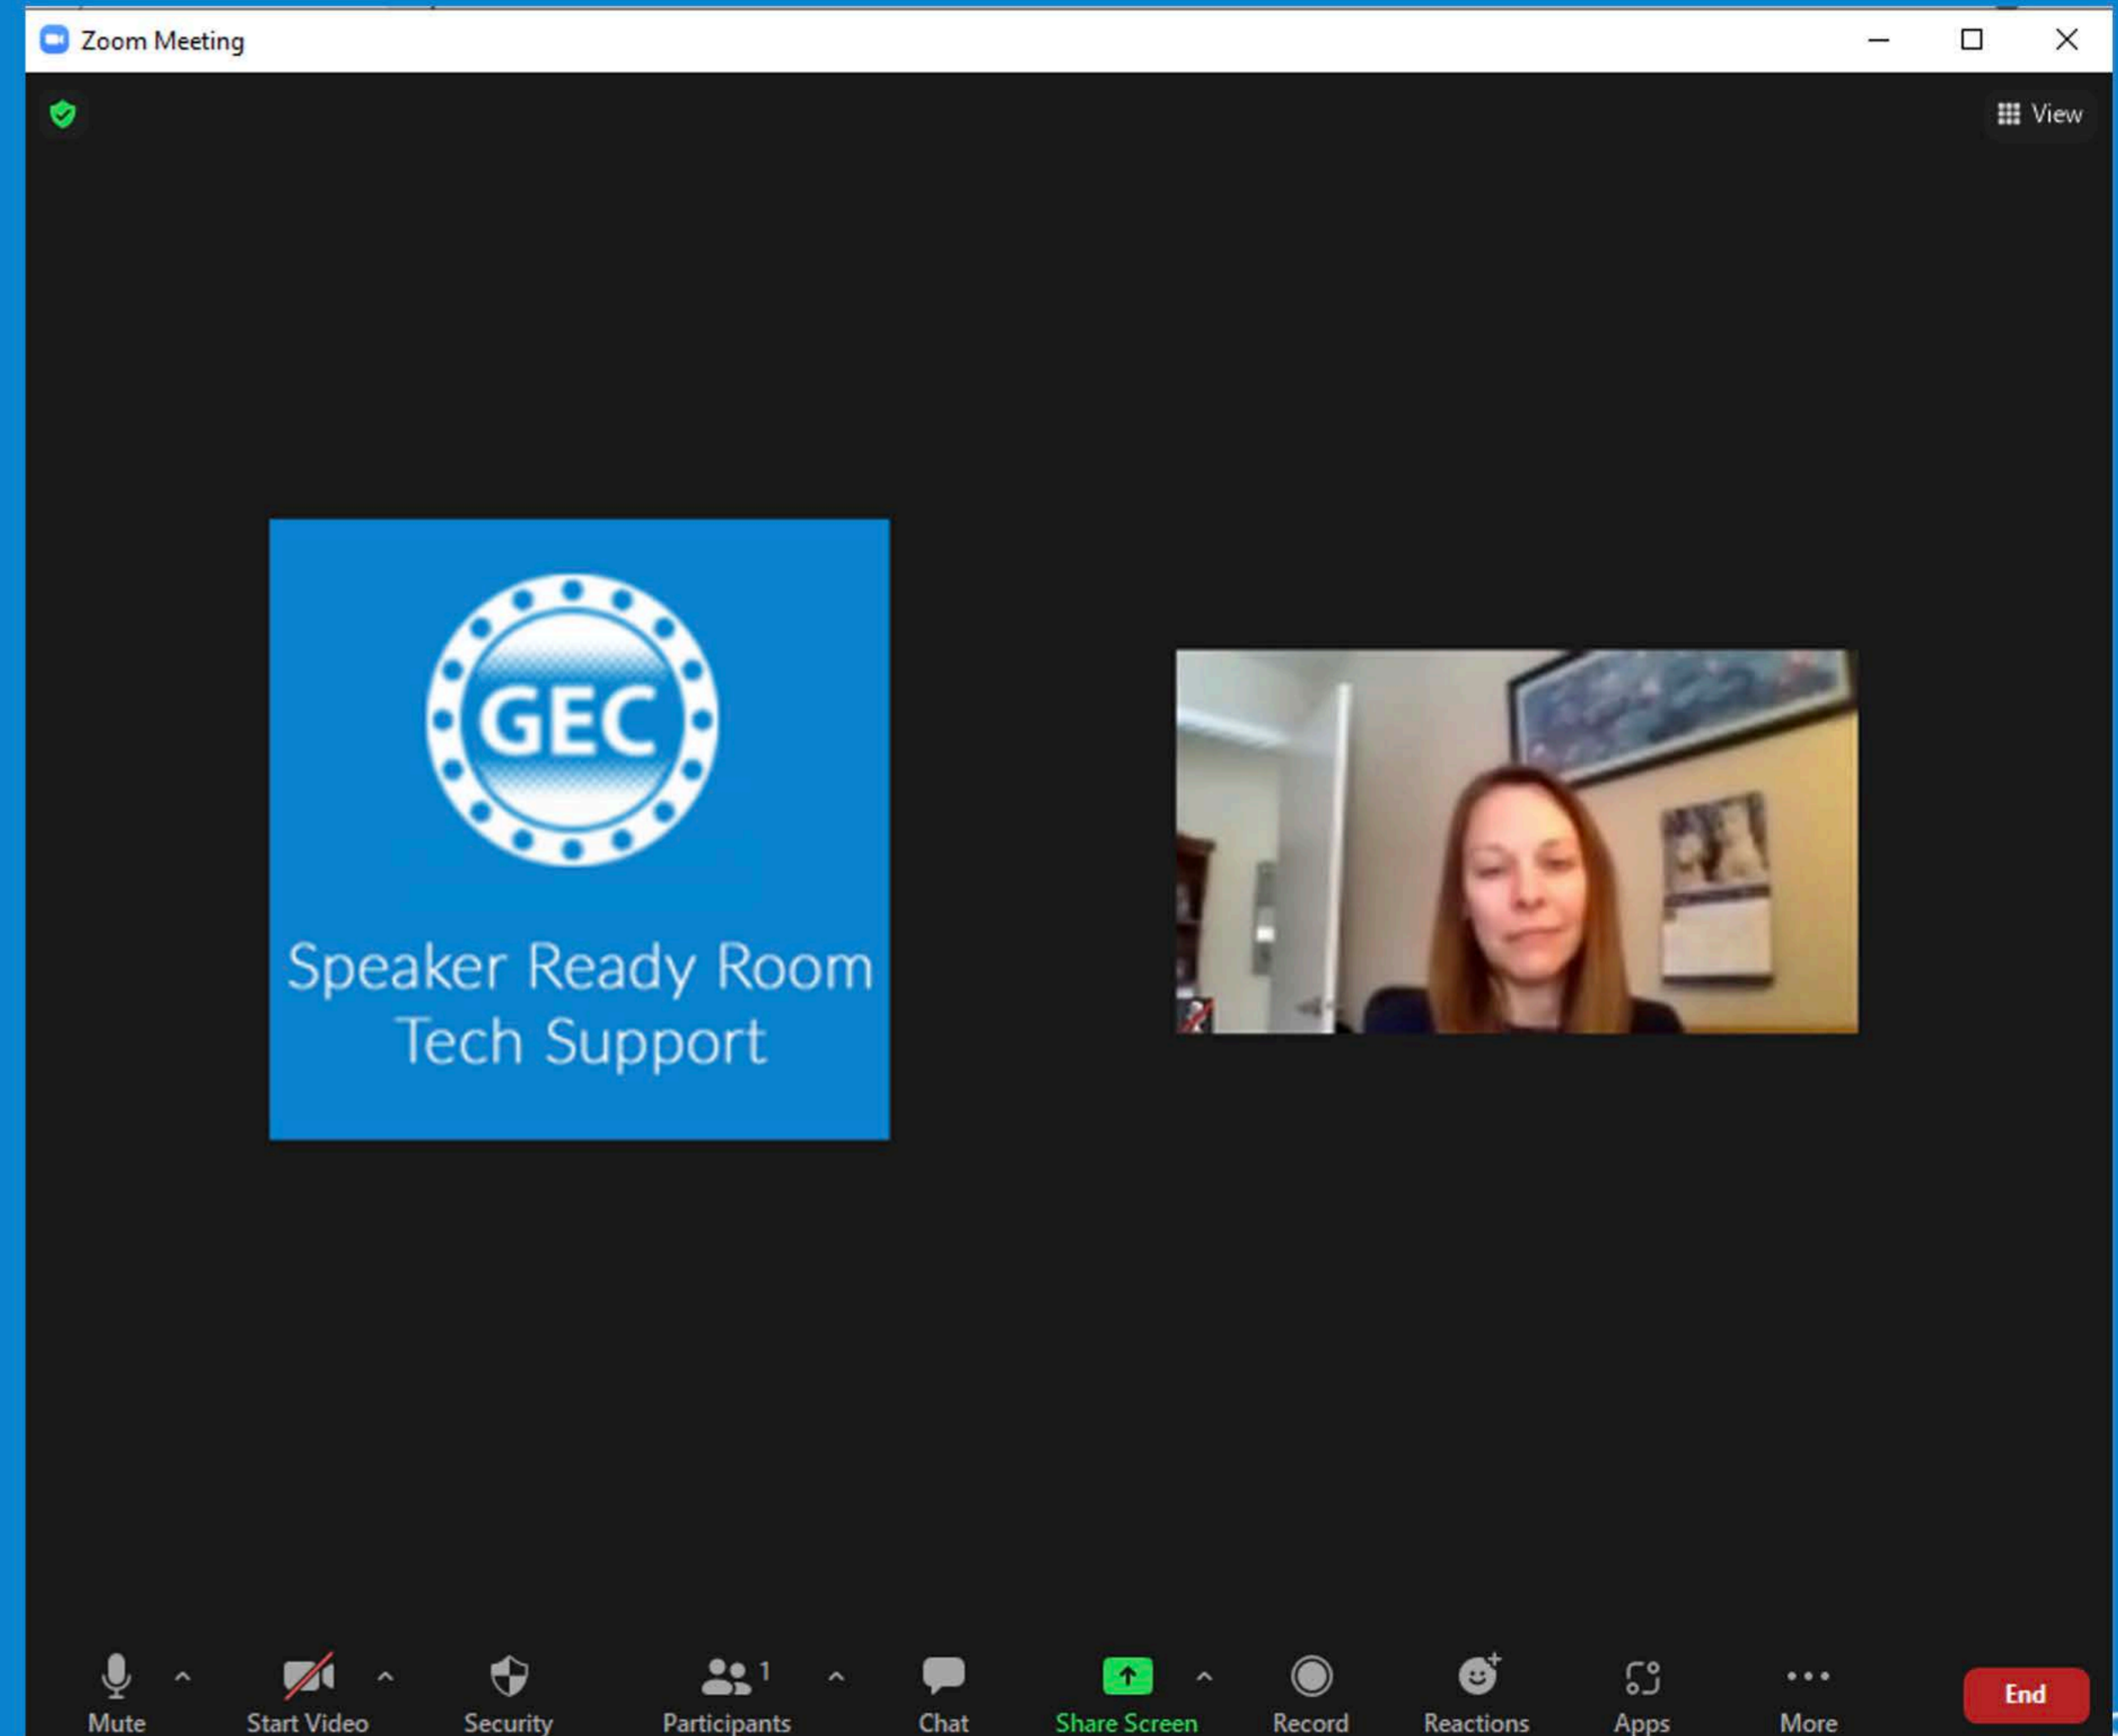 Zoom Meeting
View
GEC
Speaker Ready Room
Tech Support
1
Mute
Start Video
Security
Participants
Chat
Share Screen
Record
Reactions
Apps
More
End